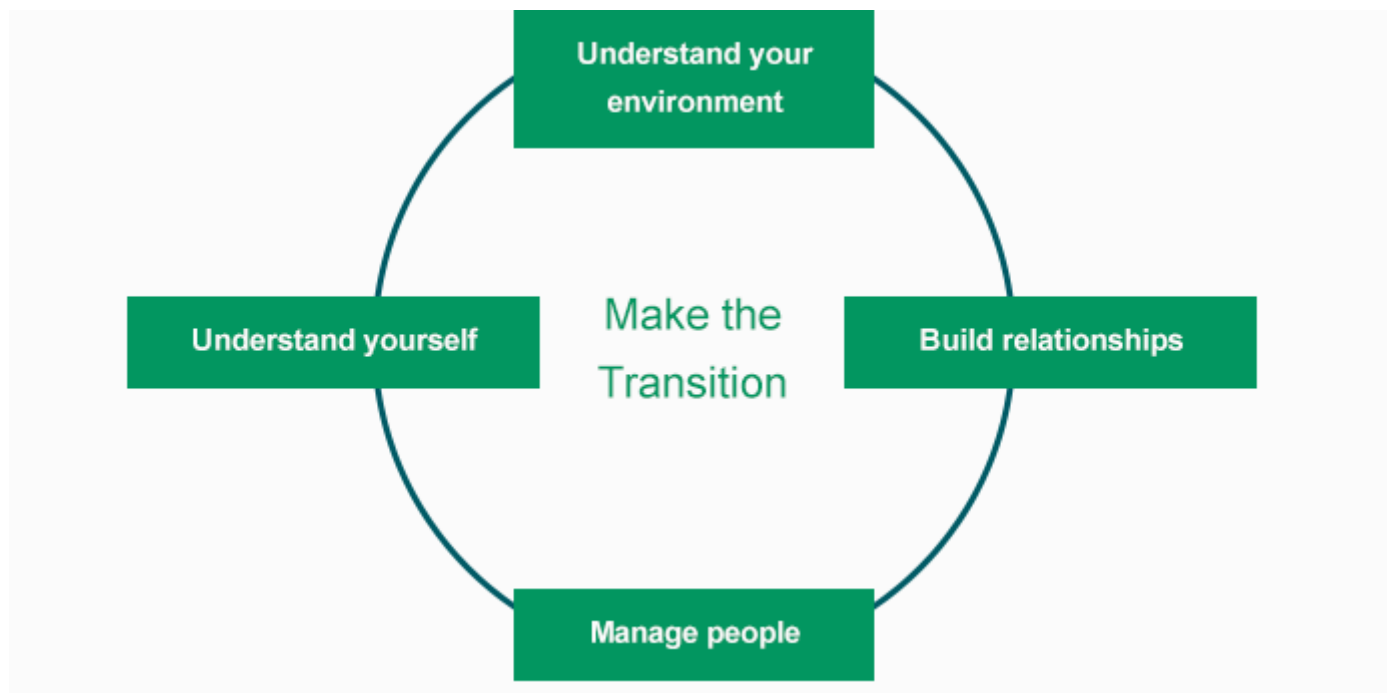 Understand your
environment
Understand yourself
Make the
Transition
Build relationships
Manage people